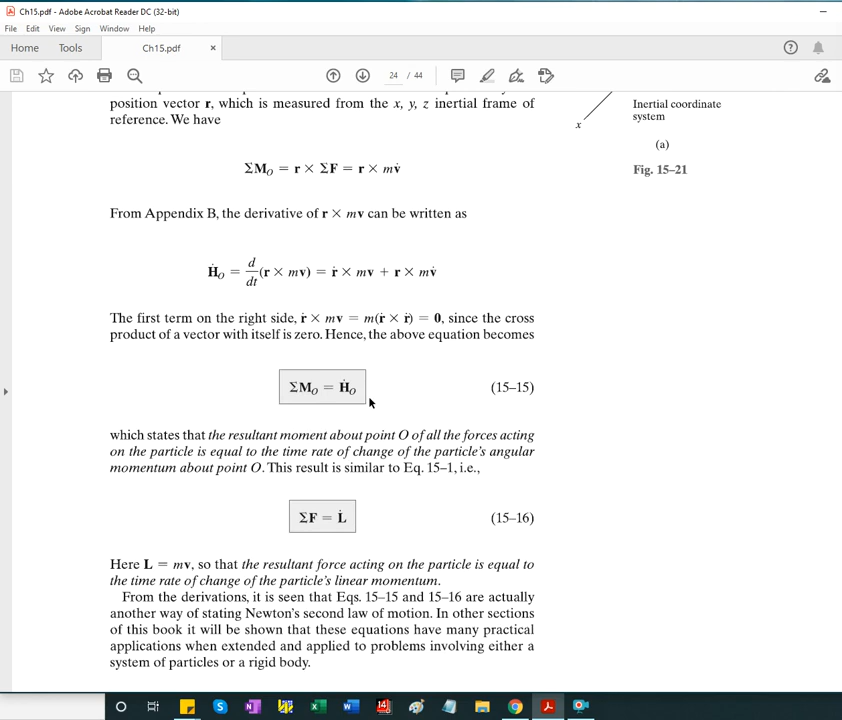 Ch15.pdf - Adobe Acrobat Reader DC (32-bit)
File Edit View Sign Window Help
Home Tools Ch15.pdf ×
24 / 44
position vector r, which is measured from the x, y, z inertial frame of
reference. We have
ΣM_O = r × ΣF = r × mv̇
From Appendix B, the derivative of r × mv can be written as
Ḣ_O = d/dt (r × mv) = ṙ × mv + r × mv̇
The first term on the right side, ṙ × mv = m(ṙ × ṙ) = 0, since the cross
product of a vector with itself is zero. Hence, the above equation becomes
ΣM_O = Ḣ_O (15–15)
which states that the resultant moment about point O of all the forces acting
on the particle is equal to the time rate of change of the particle's angular
momentum about point O. This result is similar to Eq. 15–1, i.e.,
ΣF = L̇ (15–16)
Here L = mv, so that the resultant force acting on the particle is equal to
the time rate of change of the particle's linear momentum.
From the derivations, it is seen that Eqs. 15–15 and 15–16 are actually
another way of stating Newton's second law of motion. In other sections
of this book it will be shown that these equations have many practical
applications when extended and applied to problems involving either a
system of particles or a rigid body.
x
Inertial coordinate
system
(a)
Fig. 15–21